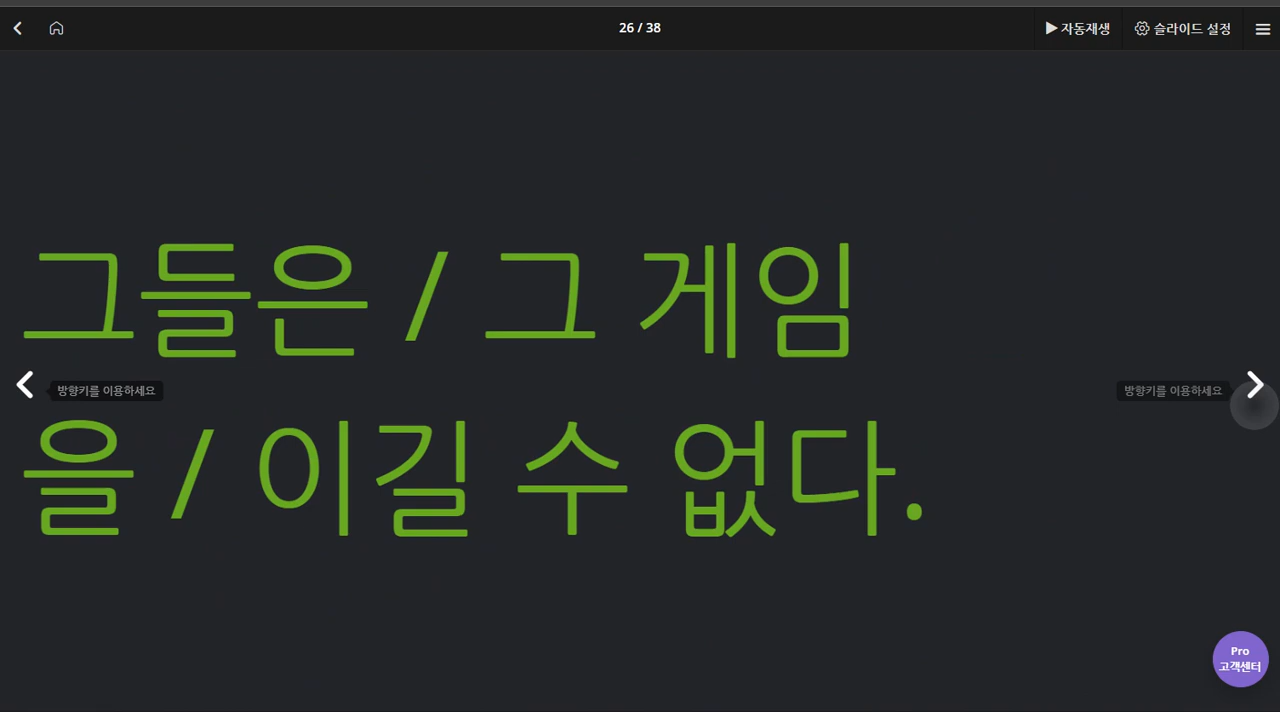 26 / 38
▶ 자동재생
슬라이드 설정
그들은 / 그 게임
방향키를 이용하세요
방향키를 이용하세요
을 / 이길 수 없다.
Pro
고객센터